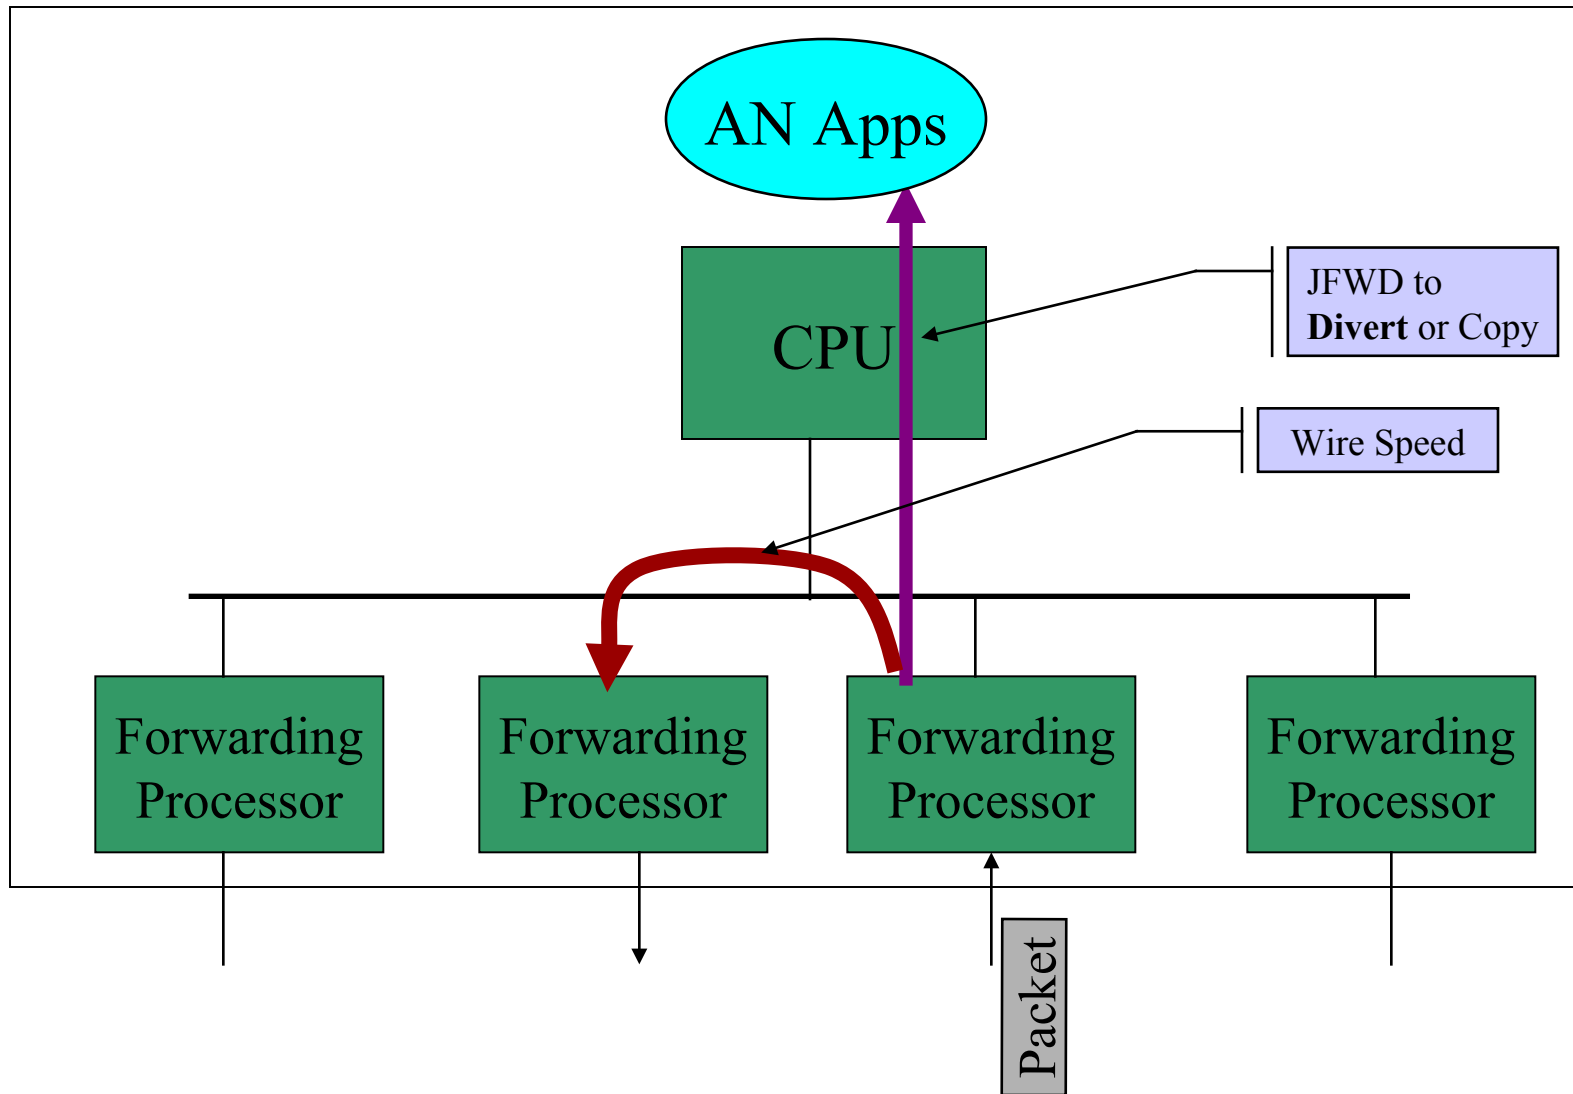 AN Apps
CPU
JFWD to
Divert or Copy
Wire Speed
Forwarding
Processor
Forwarding
Processor
Forwarding
Processor
Forwarding
Processor
Packet